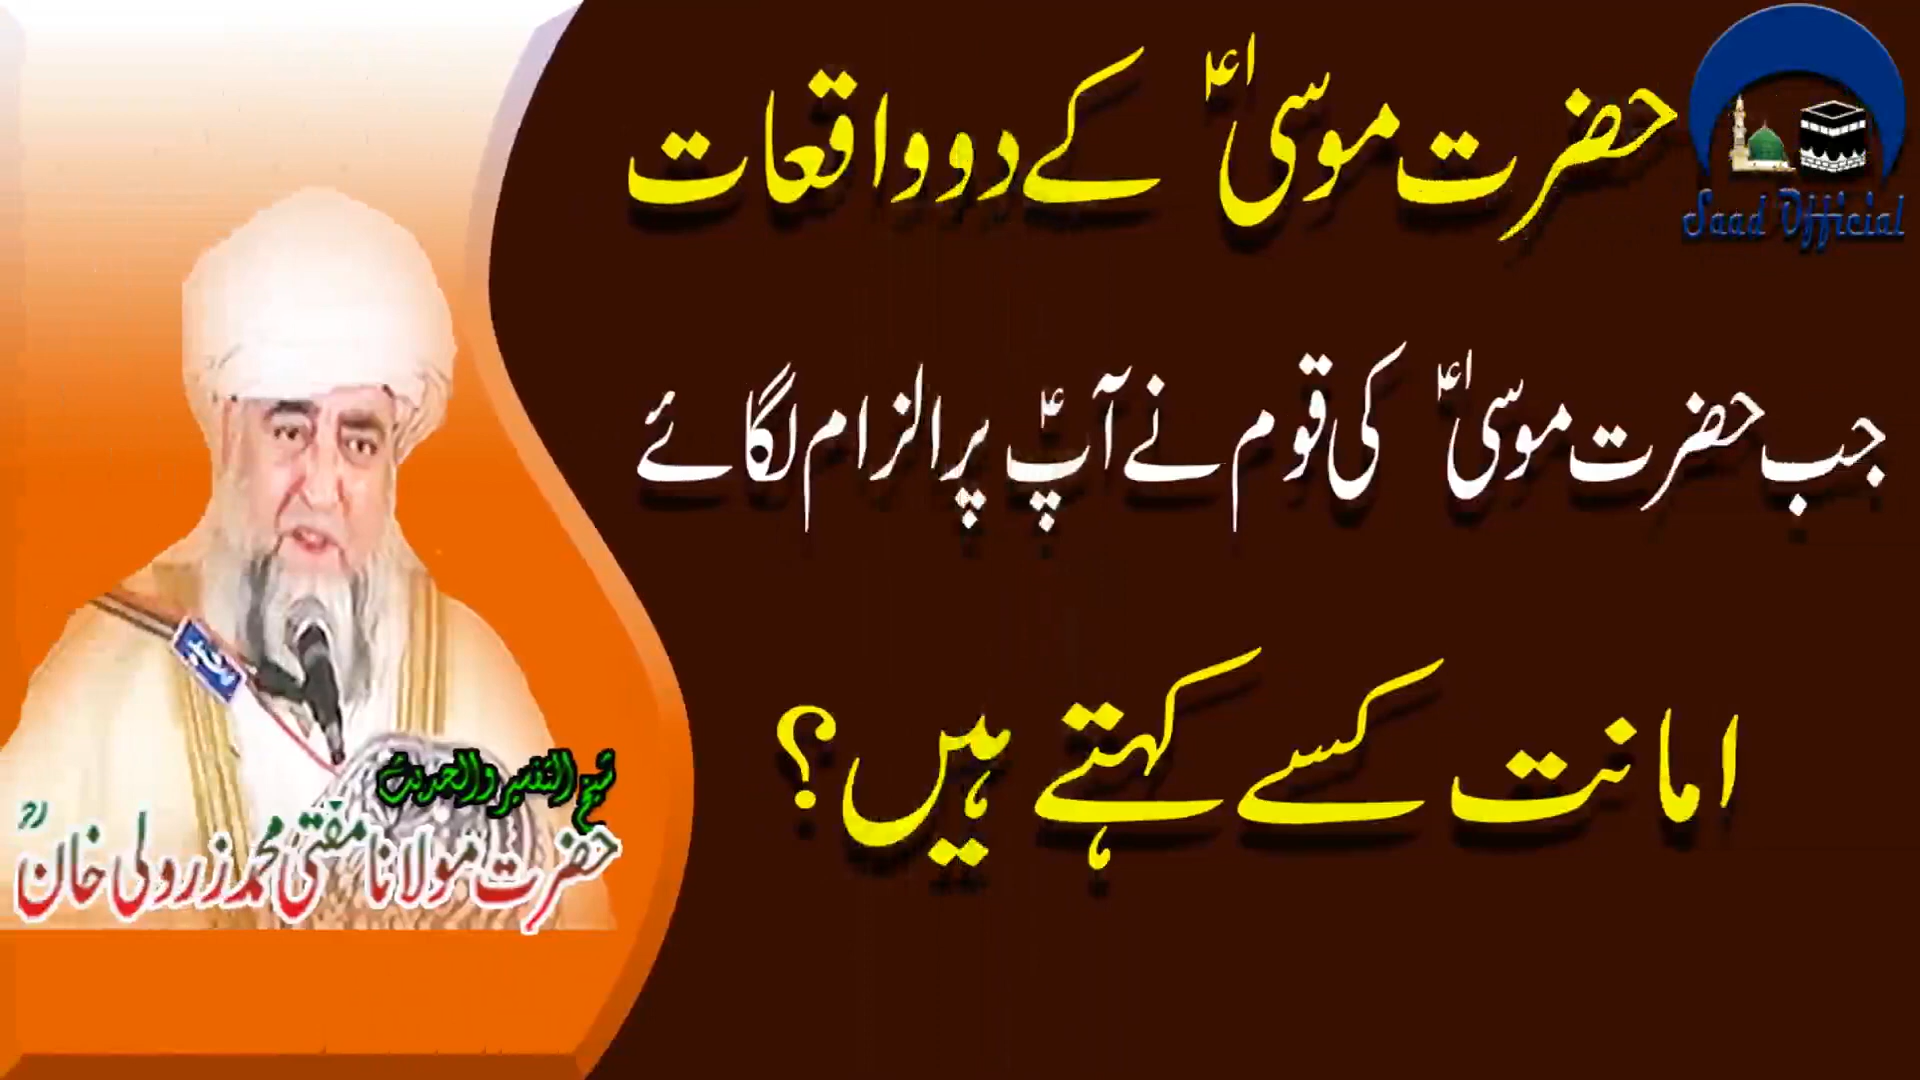 حضرت موسیٰؑ کے دو واقعات
Saad Official
جب حضرت موسیٰؑ کی قوم نے آپؑ پر الزام لگائے
امانت کسے کہتے ہیں؟
شیخ التفسیر والحدیث
حضرت مولانا مفتی محمد زرولی خانؒ